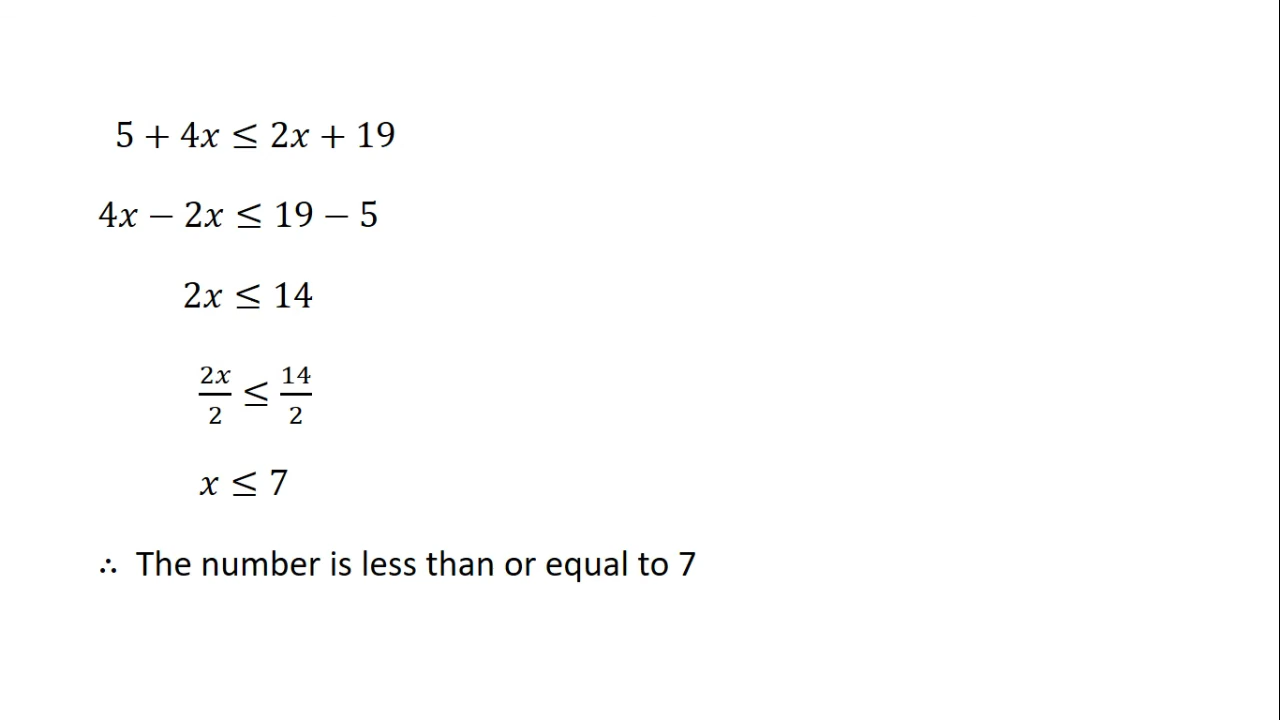 5 + 4x ≤ 2x + 19
4x − 2x ≤ 19 − 5
2x ≤ 14
2x/2 ≤ 14/2
x ≤ 7
∴ The number is less than or equal to 7